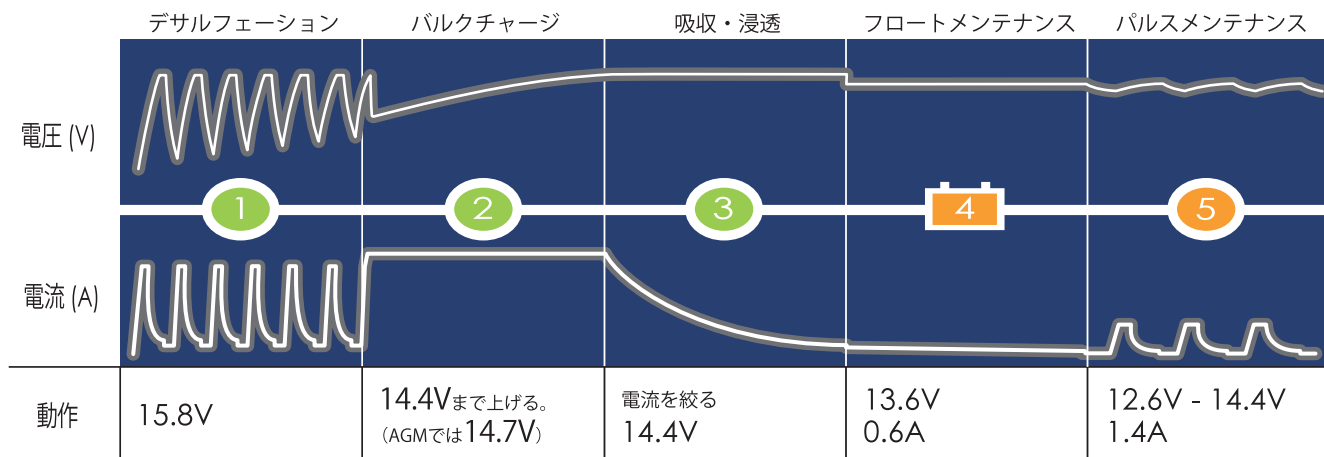 デサルフェーション
バルクチャージ
吸収・浸透
フロートメンテナンス
パルスメンテナンス
電圧 (V)
1
2
3
4
5
電流 (A)
動作
15.8V
14.4Vまで上げる。
（AGMでは14.7V）
電流を絞る
14.4V
13.6V
0.6A
12.6V - 14.4V
1.4A